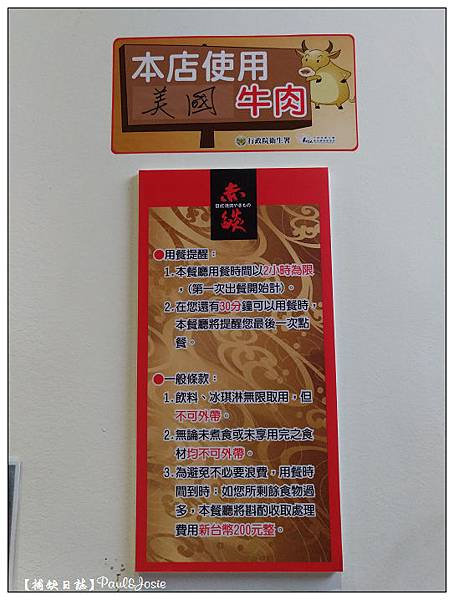 本店使用
美國 牛肉
行政院衛生署
赤
燄
●用餐提醒：
1.本餐廳用餐時間以2小時為限
，(第一次出餐開始計)。
2.在您還有30分鐘可以用餐時，
本餐廳將提醒您最後一次點
餐。
●一般條款：
1.飲料、冰琪淋無限取用，但
不可外帶。
2.無論未煮食或未享用完之食
材均不可外帶。
3.為避免不必要浪費，用餐時
間到時；如您所剩餘食物過
多，本餐廳將斟酌收取處理
費用新台幣200元整。
【捕蚊日誌】Paul&Josie